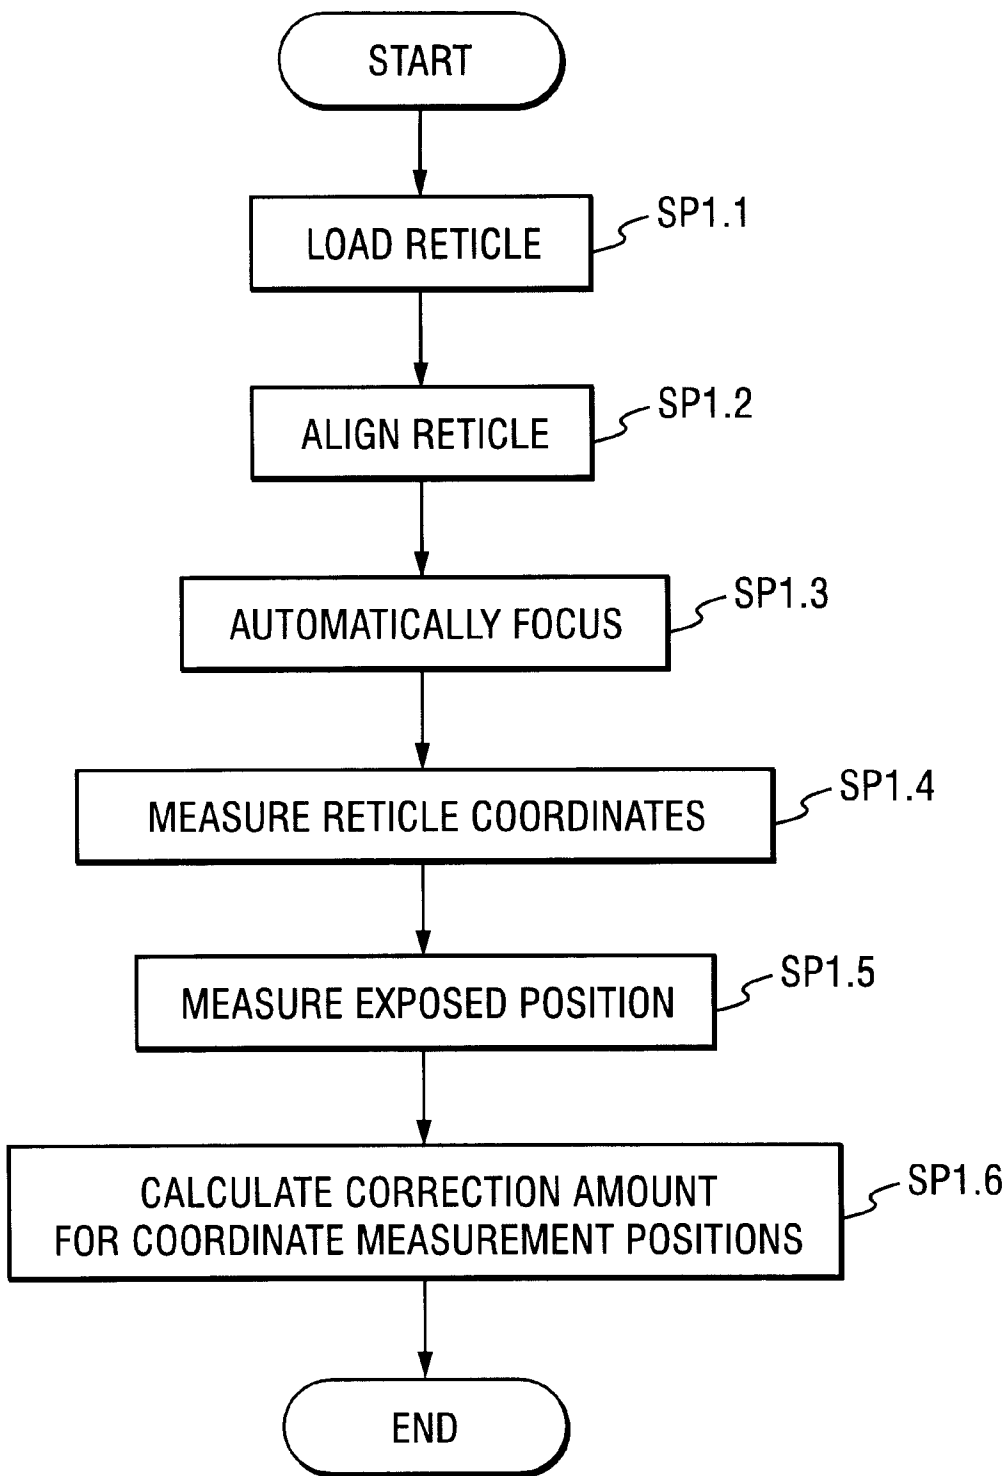 START
LOAD RETICLE
SP1.1
ALIGN RETICLE
SP1.2
AUTOMATICALLY FOCUS
SP1.3
MEASURE RETICLE COORDINATES
SP1.4
MEASURE EXPOSED POSITION
SP1.5
CALCULATE CORRECTION AMOUNT
FOR COORDINATE MEASUREMENT POSITIONS
SP1.6
END